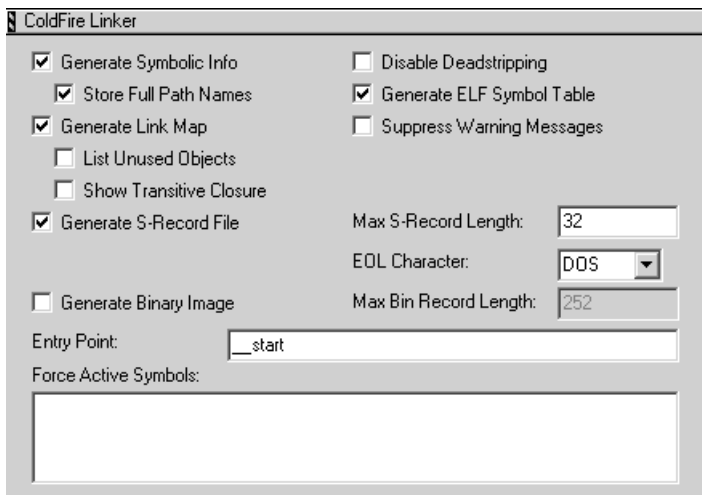 ColdFire Linker
Generate Symbolic Info
Disable Deadstripping
Store Full Path Names
Generate ELF Symbol Table
Generate Link Map
Suppress Warning Messages
List Unused Objects
Show Transitive Closure
Generate S-Record File
Max S-Record Length: 32
EOL Character: DOS
Generate Binary Image
Max Bin Record Length: 252
Entry Point: __start
Force Active Symbols: